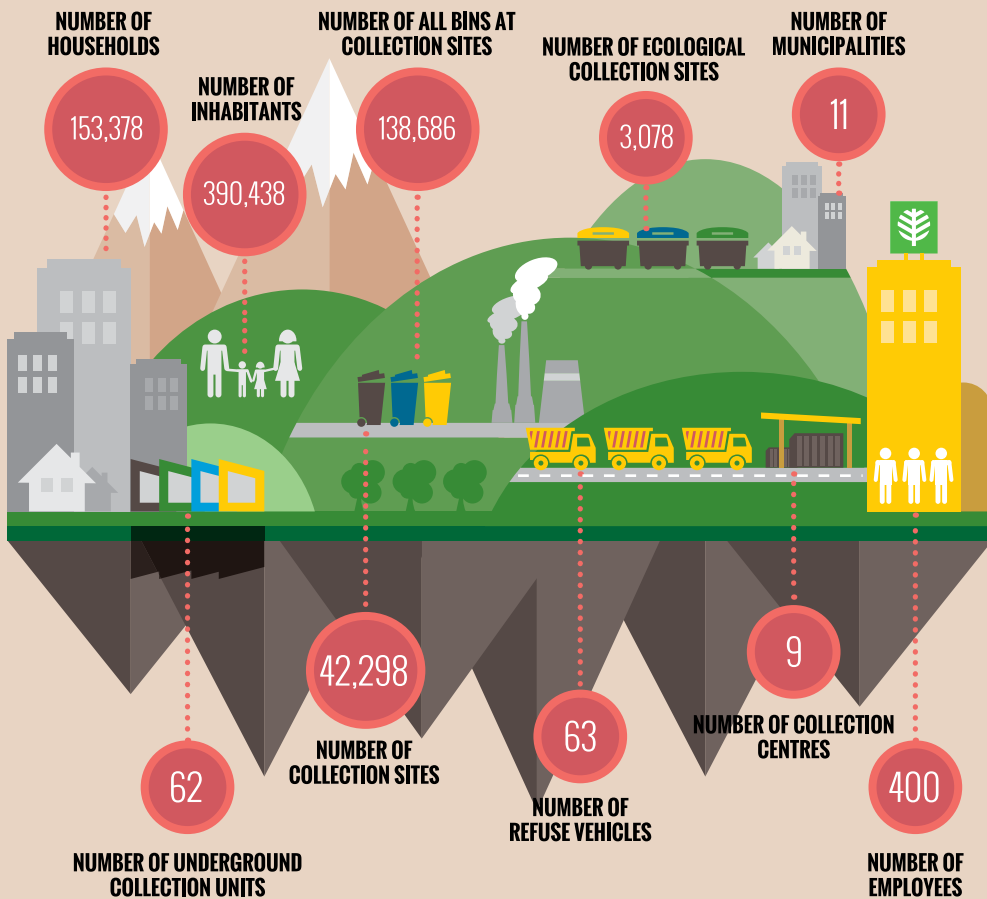 NUMBER OF
HOUSEHOLDS
153,378
NUMBER OF
INHABITANTS
390,438
NUMBER OF ALL BINS AT
COLLECTION SITES
138,686
NUMBER OF ECOLOGICAL
COLLECTION SITES
3,078
NUMBER OF
MUNICIPALITIES
11
62
NUMBER OF UNDERGROUND
COLLECTION UNITS
42,298
NUMBER OF
COLLECTION SITES
63
NUMBER OF
REFUSE VEHICLES
9
NUMBER OF COLLECTION
CENTRES
400
NUMBER OF
EMPLOYEES